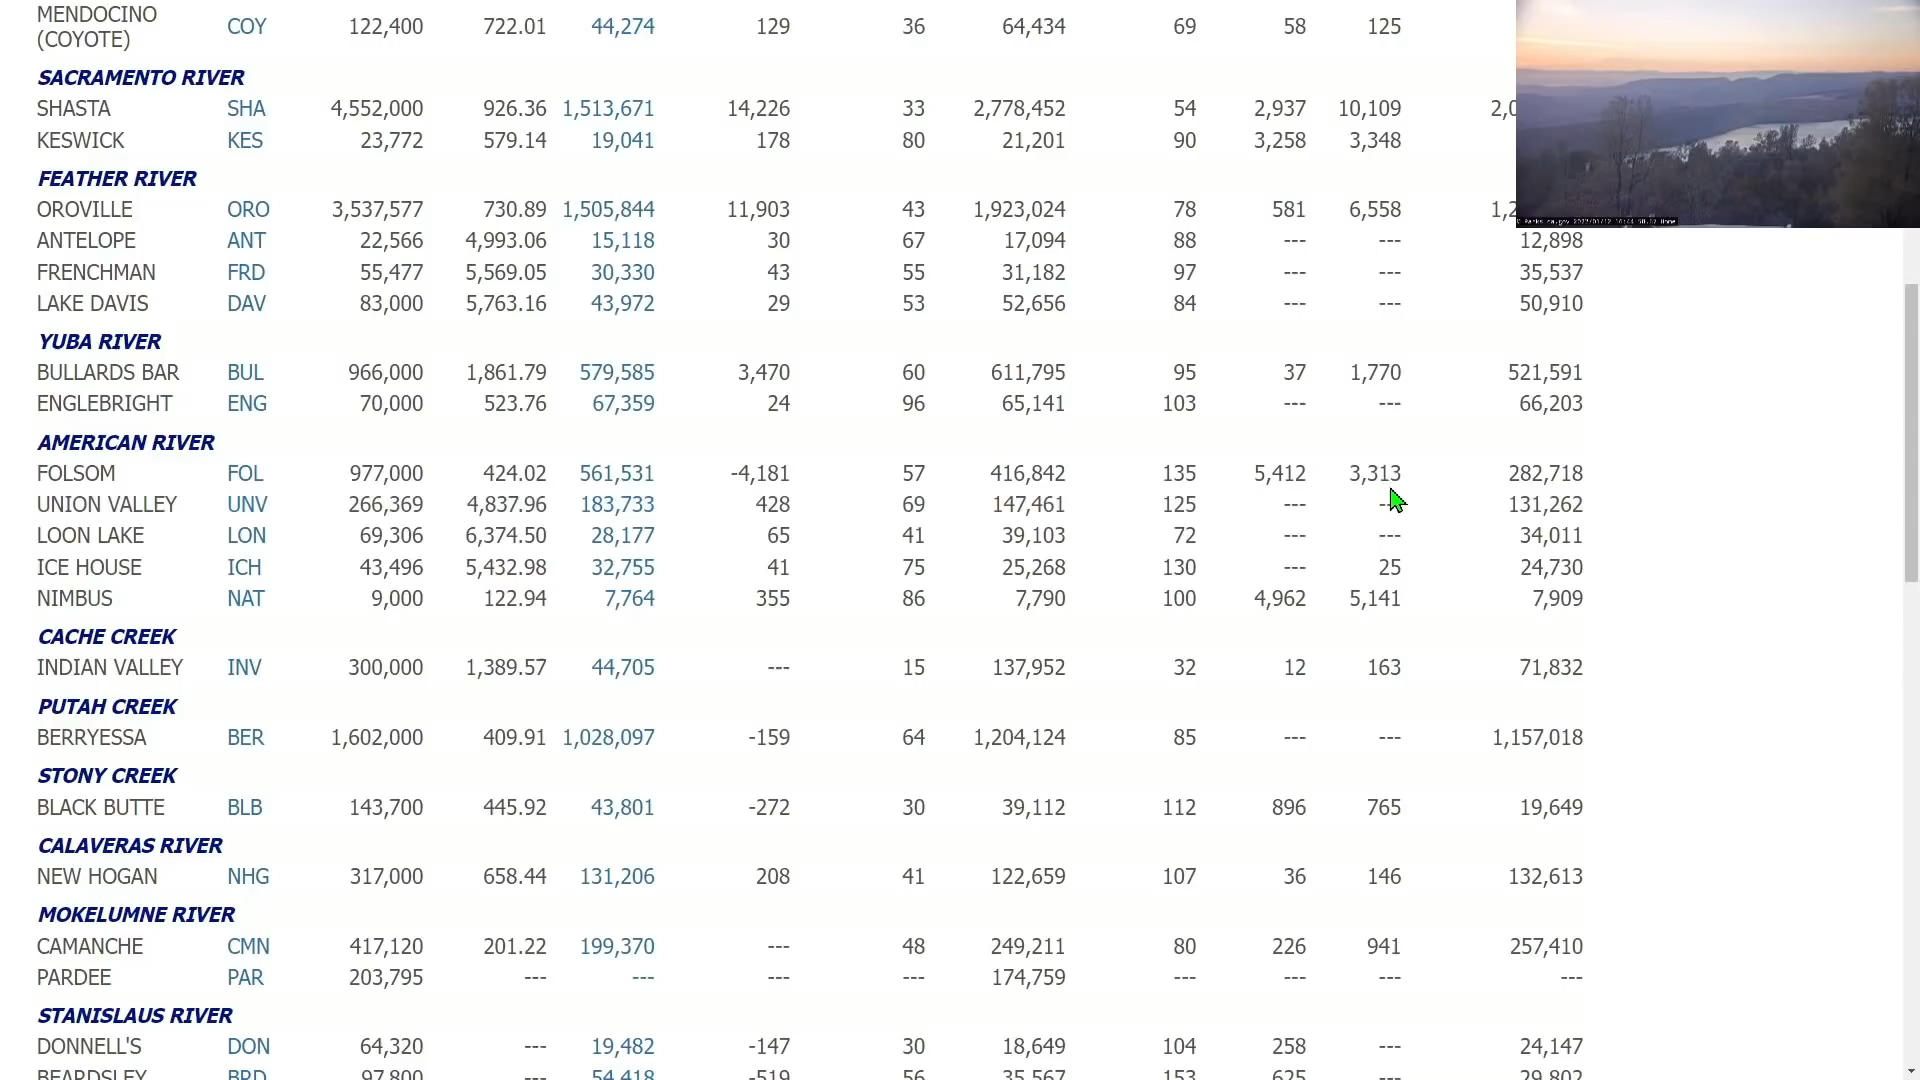 MENDOCINO
(COYOTE) COY 122,400 722.01 44,274 129 36 64,434 69 58 125
SACRAMENTO RIVER
SHASTA SHA 4,552,000 926.36 1,513,671 14,226 33 2,778,452 54 2,937 10,109 2,0
KESWICK KES 23,772 579.14 19,041 178 80 21,201 90 3,258 3,348
FEATHER RIVER
OROVILLE ORO 3,537,577 730.89 1,505,844 11,903 43 1,923,024 78 581 6,558 1,2
ANTELOPE ANT 22,566 4,993.06 15,118 30 67 17,094 88 --- --- 12,898
FRENCHMAN FRD 55,477 5,569.05 30,330 43 55 31,182 97 --- --- 35,537
LAKE DAVIS DAV 83,000 5,763.16 43,972 29 53 52,656 84 --- --- 50,910
YUBA RIVER
BULLARDS BAR BUL 966,000 1,861.79 579,585 3,470 60 611,795 95 37 1,770 521,591
ENGLEBRIGHT ENG 70,000 523.76 67,359 24 96 65,141 103 --- --- 66,203
AMERICAN RIVER
FOLSOM FOL 977,000 424.02 561,531 -4,181 57 416,842 135 5,412 3,313 282,718
UNION VALLEY UNV 266,369 4,837.96 183,733 428 69 147,461 125 --- --- 131,262
LOON LAKE LON 69,306 6,374.50 28,177 65 41 39,103 72 --- --- 34,011
ICE HOUSE ICH 43,496 5,432.98 32,755 41 75 25,268 130 --- 25 24,730
NIMBUS NAT 9,000 122.94 7,764 355 86 7,790 100 4,962 5,141 7,909
CACHE CREEK
INDIAN VALLEY INV 300,000 1,389.57 44,705 --- 15 137,952 32 12 163 71,832
PUTAH CREEK
BERRYESSA BER 1,602,000 409.91 1,028,097 -159 64 1,204,124 85 --- --- 1,157,018
STONY CREEK
BLACK BUTTE BLB 143,700 445.92 43,801 -272 30 39,112 112 896 765 19,649
CALAVERAS RIVER
NEW HOGAN NHG 317,000 658.44 131,206 208 41 122,659 107 36 146 132,613
MOKELUMNE RIVER
CAMANCHE CMN 417,120 201.22 199,370 --- 48 249,211 80 226 941 257,410
PARDEE PAR 203,795 --- --- --- --- 174,759 --- --- --- ---
STANISLAUS RIVER
DONNELL'S DON 64,320 --- 19,482 -147 30 18,649 104 258 --- 24,147
BEARDSLEY BRD 97,800 --- 54,418 -519 56 35,567 153 625 --- 29,802